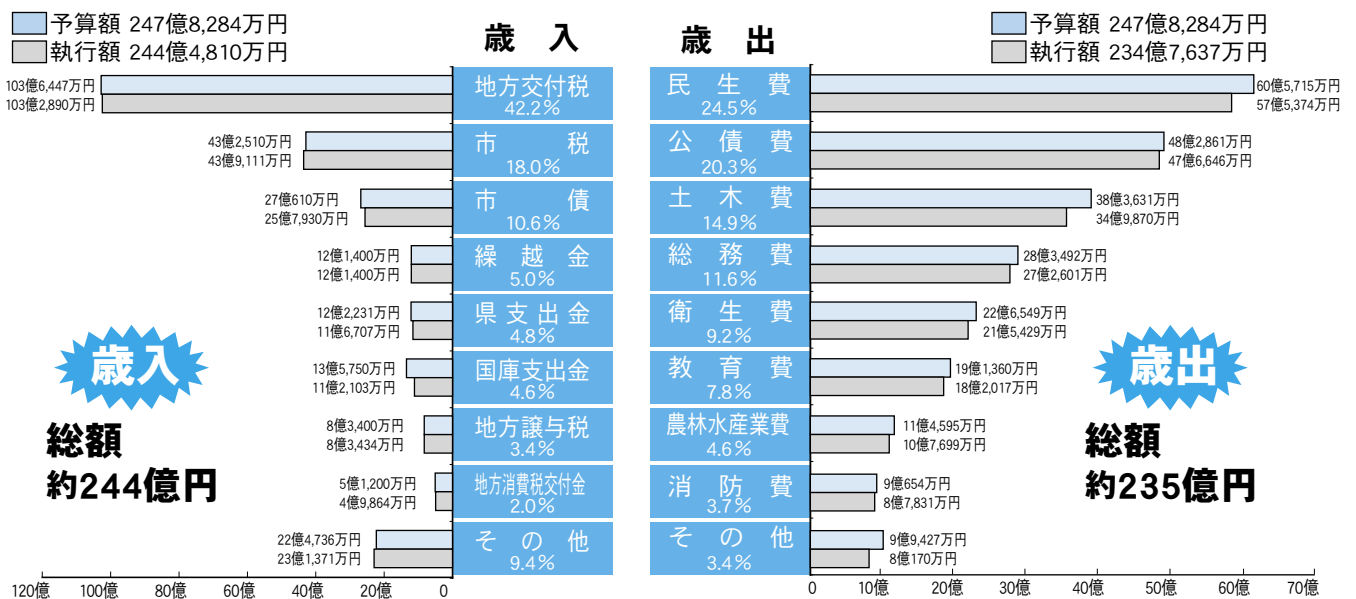 予算額 247億8,284万円
執行額 244億4,810万円
歳 入
歳 出
予算額 247億8,284万円
執行額 234億7,637万円
103億6,447万円
103億2,890万円
地方交付税
42.2%
43億2,510万円
43億9,111万円
市 税
18.0%
27億610万円
25億7,930万円
市 債
10.6%
12億1,400万円
12億1,400万円
繰 越 金
5.0%
12億2,231万円
11億6,707万円
県 支 出 金
4.8%
13億5,750万円
11億2,103万円
国庫支出金
4.6%
8億3,400万円
8億3,434万円
地方譲与税
3.4%
5億1,200万円
4億9,864万円
地方消費税交付金
2.0%
22億4,736万円
23億1,371万円
そ の 他
9.4%
120億 100億 80億 60億 40億 20億 0
歳入
総額
約244億円
民 生 費
24.5%
60億5,715万円
57億5,374万円
公 債 費
20.3%
48億2,861万円
47億6,646万円
土 木 費
14.9%
38億3,631万円
34億9,870万円
総 務 費
11.6%
28億3,492万円
27億2,601万円
衛 生 費
9.2%
22億6,549万円
21億5,429万円
教 育 費
7.8%
19億1,360万円
18億2,017万円
農林水産業費
4.6%
11億4,595万円
10億7,699万円
消 防 費
3.7%
9億654万円
8億7,831万円
そ の 他
3.4%
9億9,427万円
8億170万円
0 10億 20億 30億 40億 50億 60億 70億
歳出
総額
約235億円